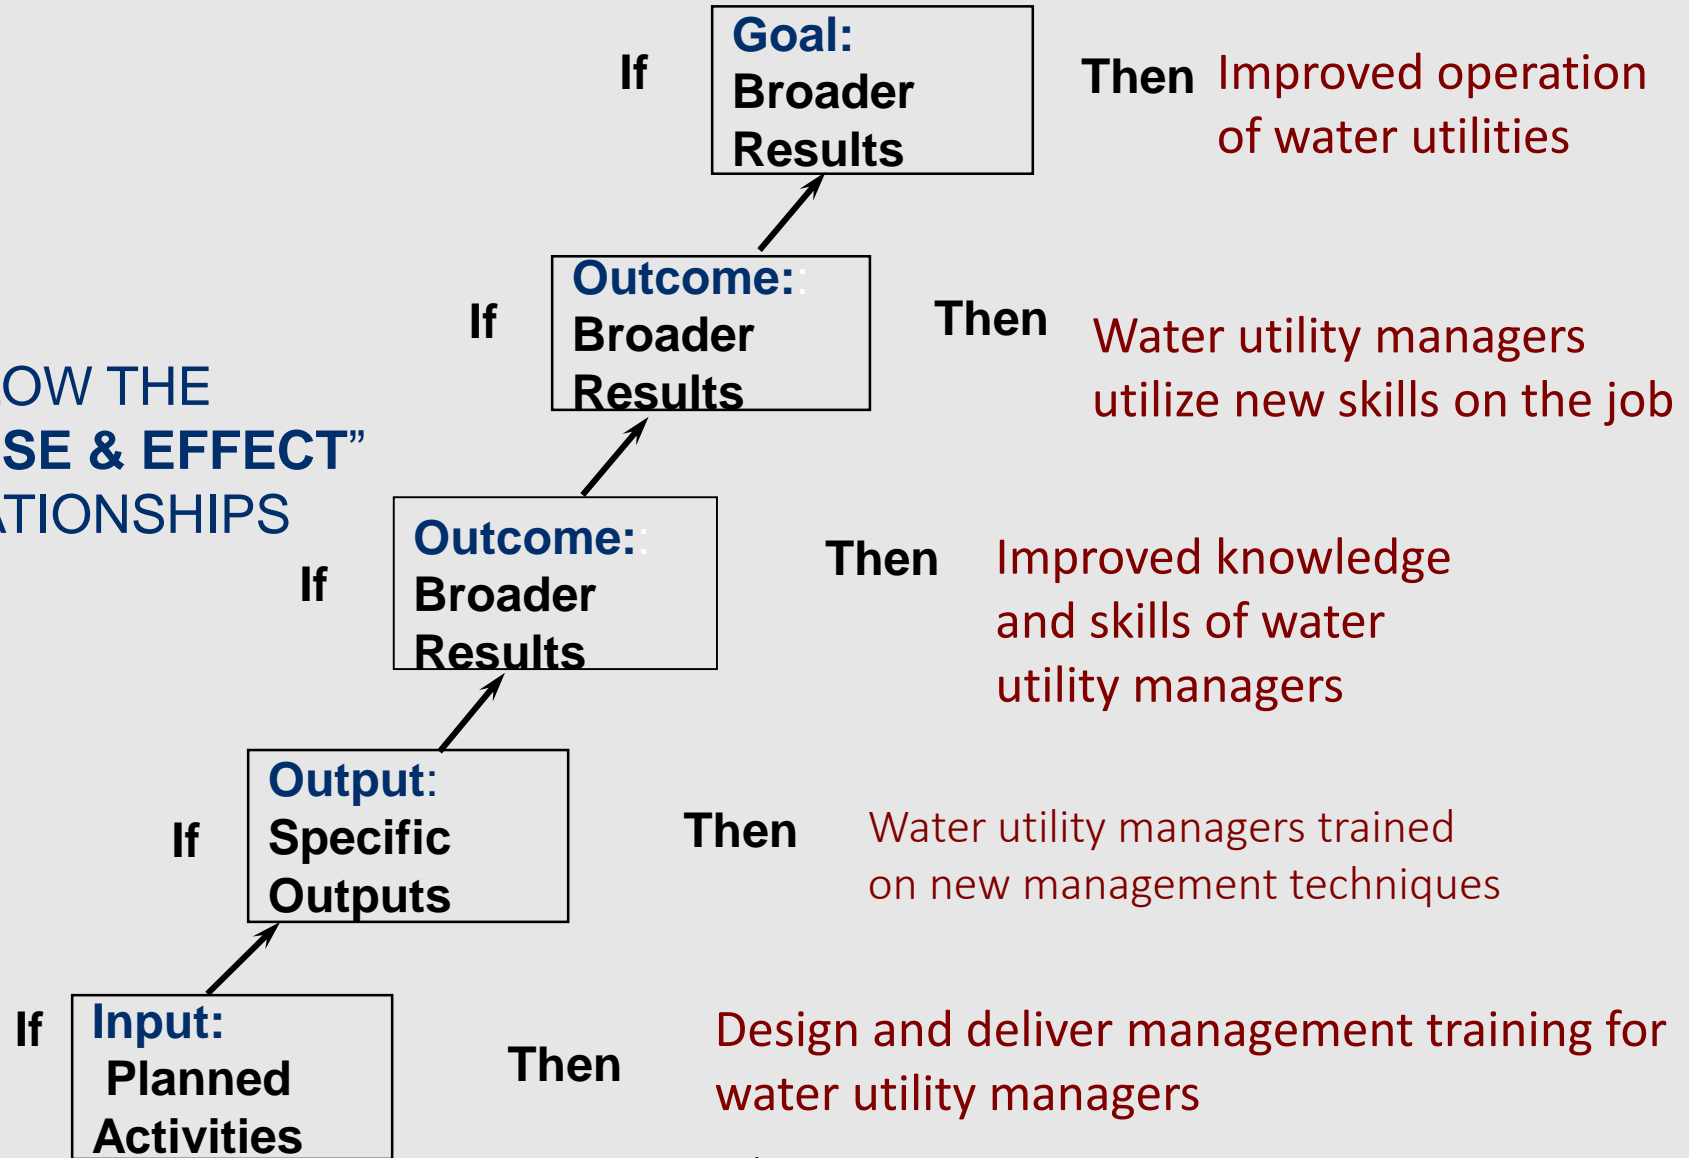 If
Goal:
Broader
Results
Then
Improved operation
of water utilities
If
Outcome::
Broader
Results
Then
Water utility managers
utilize new skills on the job
OW THE
SE & EFFECT”
ATIONSHIPS
If
Outcome::
Broader
Results
Then
Improved knowledge
and skills of water
utility managers
If
Output:
Specific
Outputs
Then
Water utility managers trained
on new management techniques
If
Input:
Planned
Activities
Then
Design and deliver management training for
water utility managers